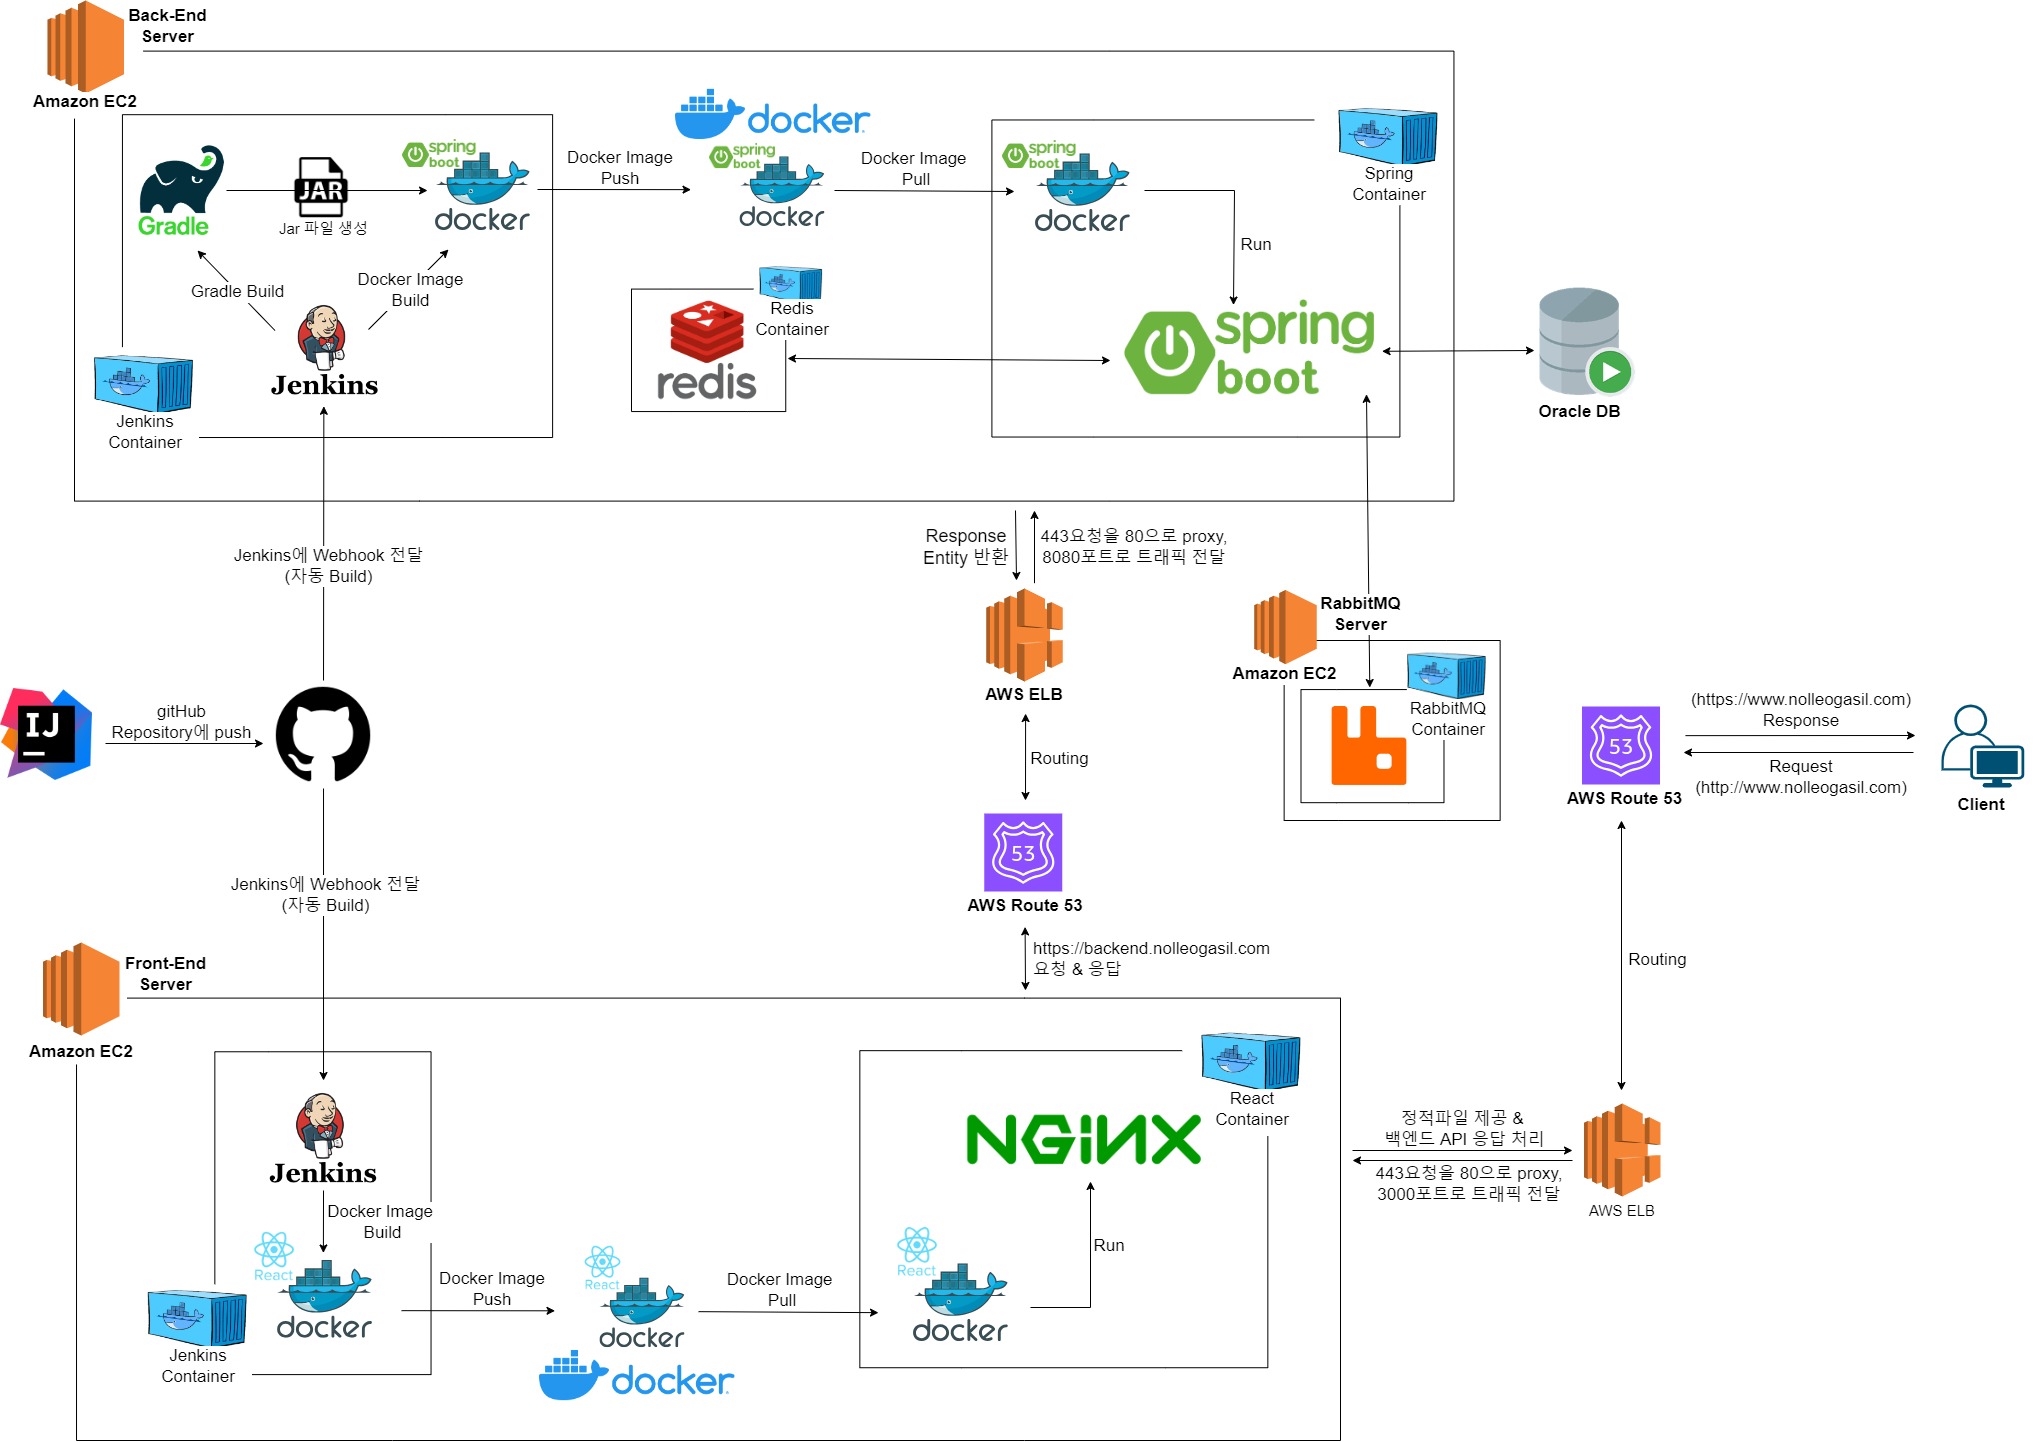 Back-End
Server
Amazon EC2
docker
spring
boot
docker
Docker Image
Push
spring
boot
docker
Docker Image
Pull
spring
boot
docker
Spring
Container
Gradle
JAR
Jar 파일 생성
Run
Gradle Build
Docker Image
Build
Jenkins
Jenkins
Container
Redis
Container
redis
spring
boot
Oracle DB
Jenkins에 Webhook 전달
(자동 Build)
Response
Entity 반환
443요청을 80으로 proxy,
8080포트로 트래픽 전달
AWS ELB
RabbitMQ
Server
Amazon EC2
RabbitMQ
Container
IJ
gitHub
Repository에 push
Routing
53
AWS Route 53
53
AWS Route 53
(https://www.nolleogasil.com)
Response
Request
(http://www.nolleogasil.com)
Client
Jenkins에 Webhook 전달
(자동 Build)
https://backend.nolleogasil.com
요청 & 응답
Routing
Front-End
Server
Amazon EC2
Jenkins
Docker Image
Build
React
docker
Jenkins
Container
Docker Image
Push
React
docker
docker
Docker Image
Pull
React
docker
Run
NGINX
React
Container
정적파일 제공 &
백엔드 API 응답 처리
443요청을 80으로 proxy,
3000포트로 트래픽 전달
AWS ELB